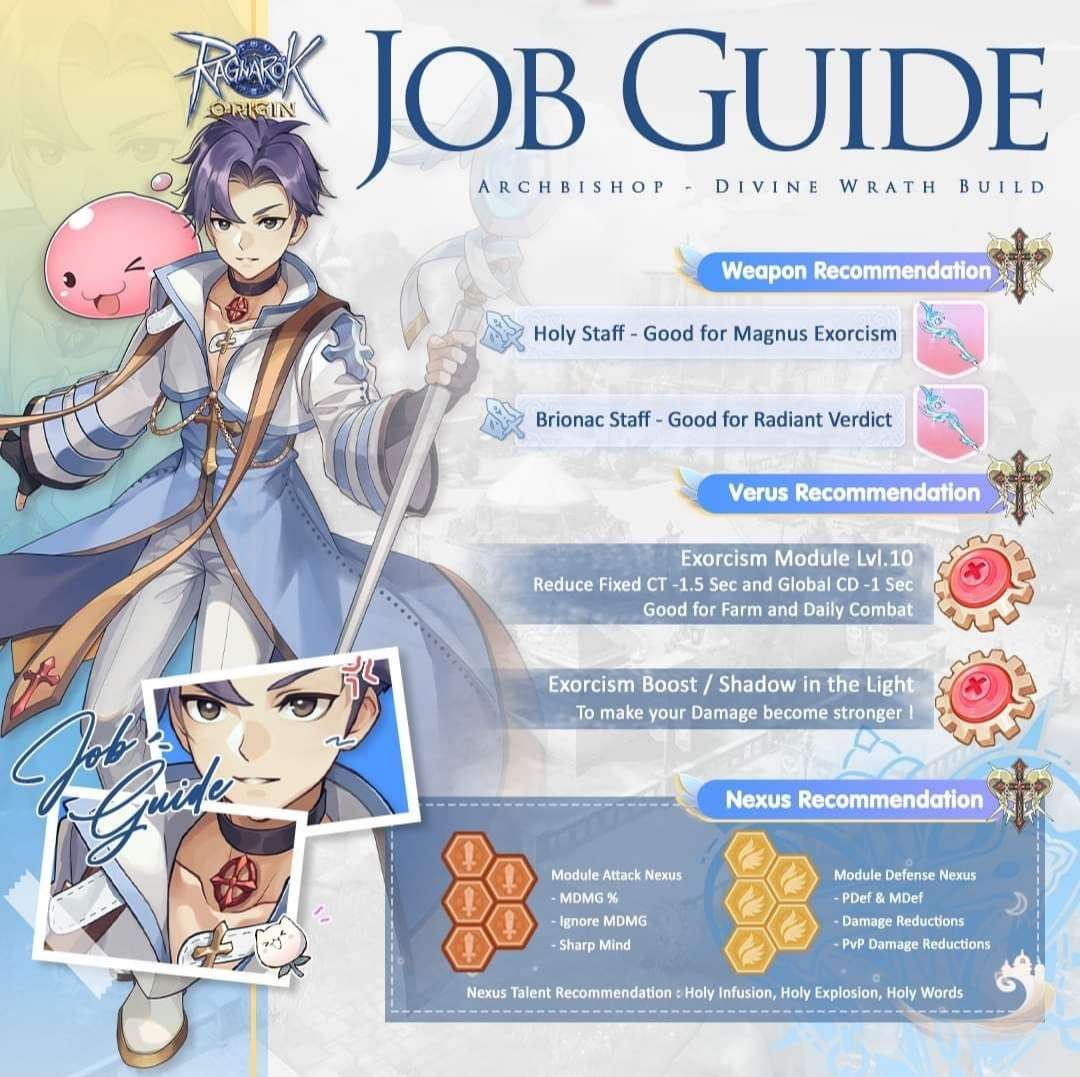 RAGNARÖK
ORIGIN
JOB GUIDE
ARCHBISHOP - DIVINE WRATH BUILD
Weapon Recommendation
Holy Staff - Good for Magnus Exorcism
Brionac Staff - Good for Radiant Verdict
Verus Recommendation
Exorcism Module Lvl.10
Reduce Fixed CT -1.5 Sec and Global CD -1 Sec
Good for Farm and Daily Combat
Exorcism Boost / Shadow in the Light
To make your Damage become stronger !
Job
Guide
Nexus Recommendation
Module Attack Nexus
- MDMG %
- Ignore MDMG
- Sharp Mind
Module Defense Nexus
- PDef & MDef
- Damage Reductions
- PvP Damage Reductions
Nexus Talent Recommendation : Holy Infusion, Holy Explosion, Holy Words